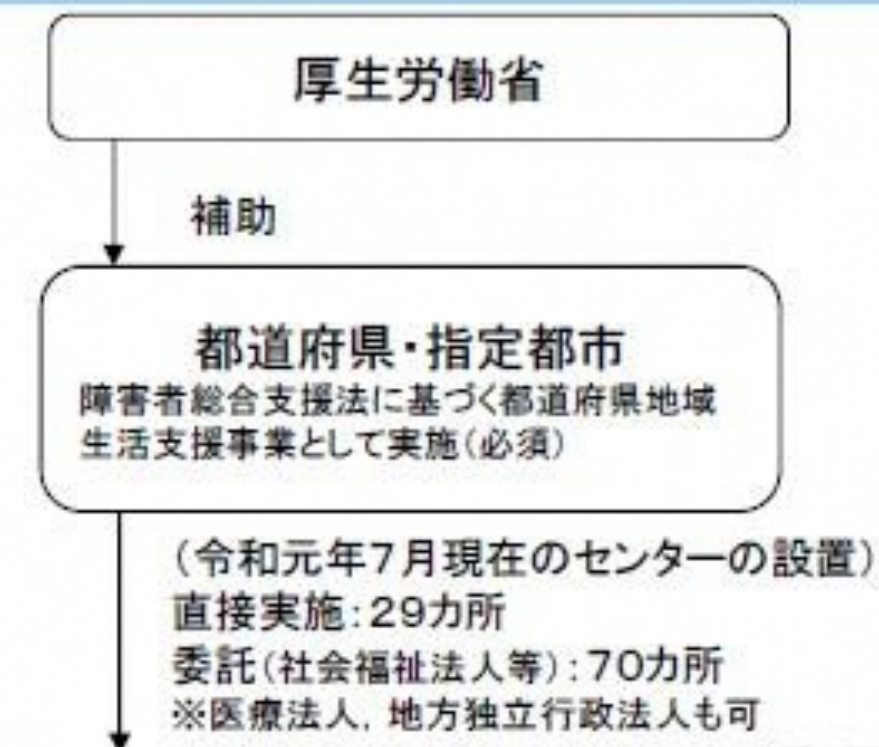 厚生労働省
補助
都道府県・指定都市
障害者総合支援法に基づく都道府県地域
生活支援事業として実施(必須)
(令和元年7月現在のセンターの設置)
直接実施:29カ所
委託(社会福祉法人等):70カ所
※医療法人,地方独立行政法人も可